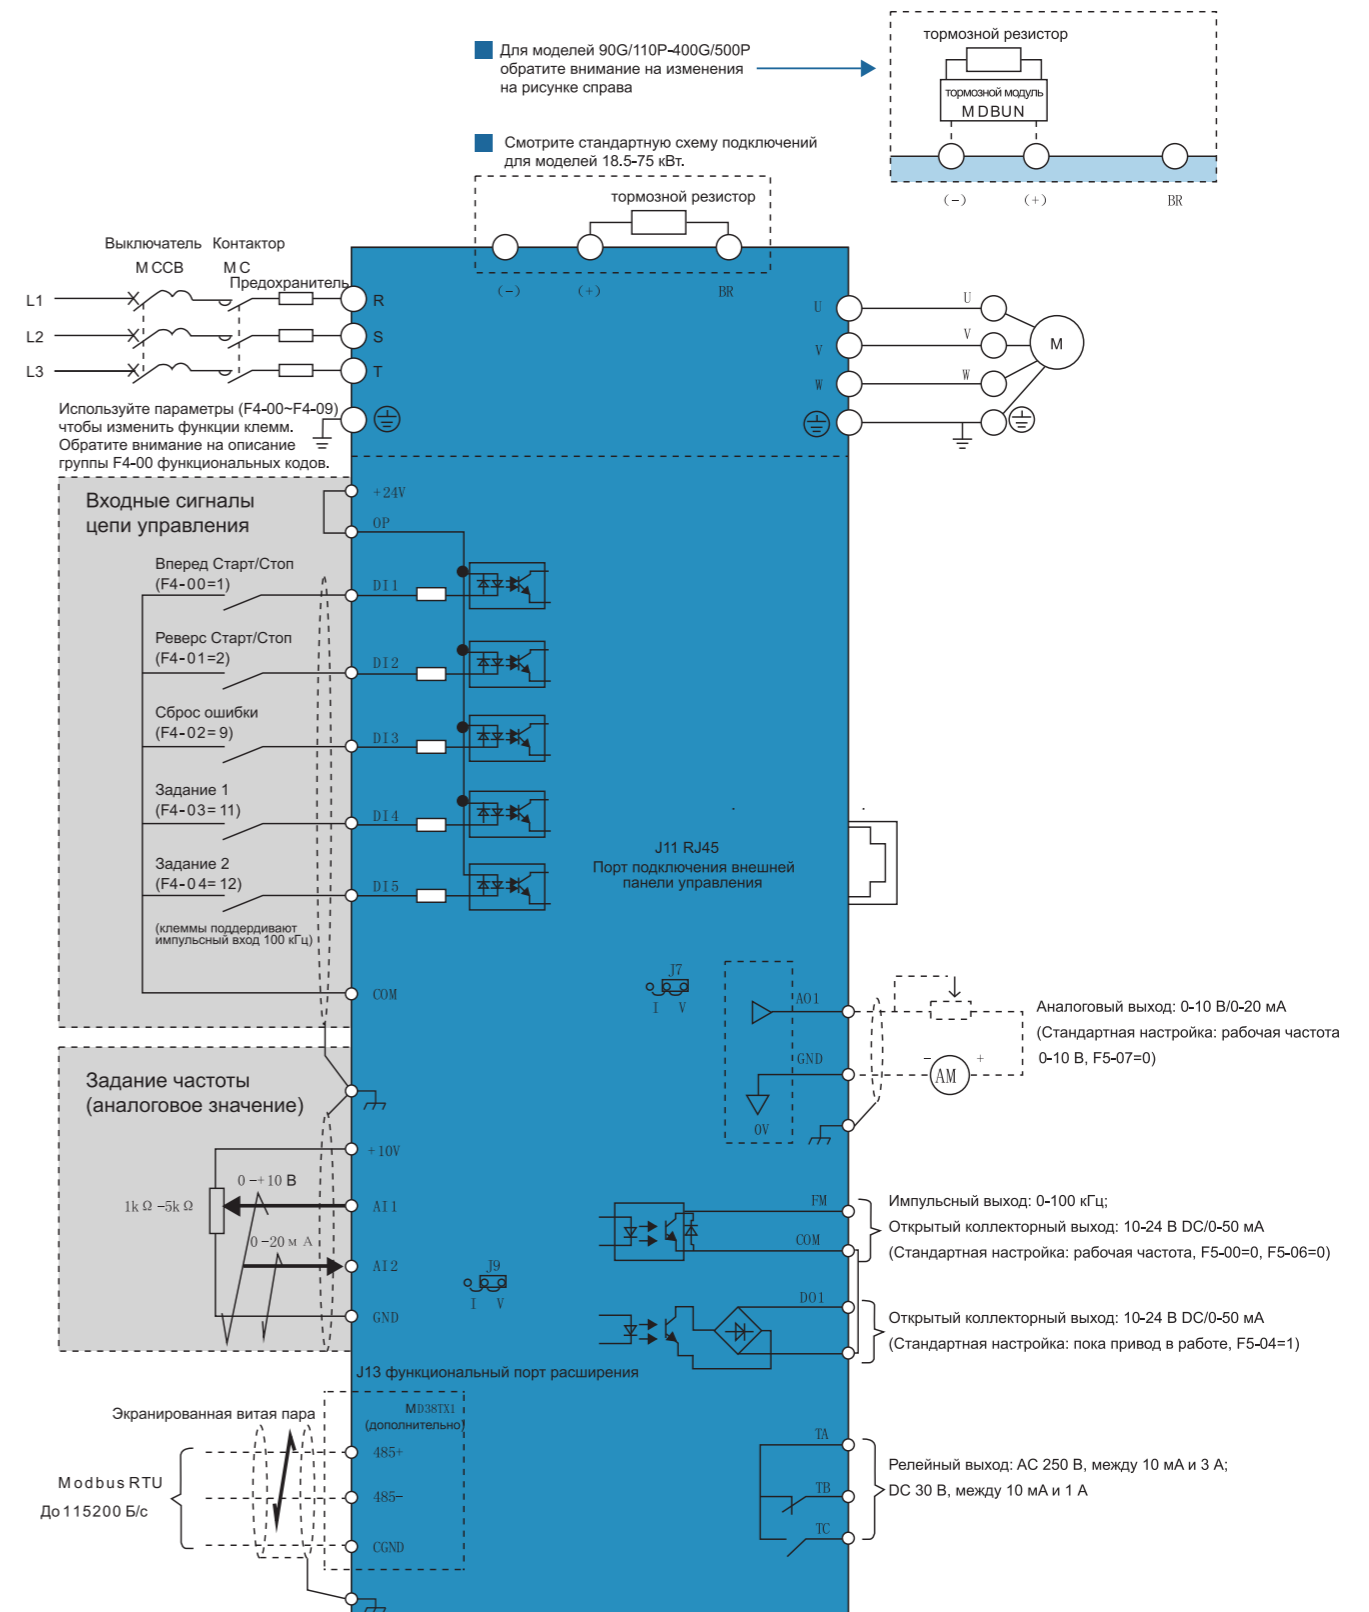 Для моделей 90G/110P-400G/500P
обратите внимание на изменения
на рисунке справа
тормозной резистор
тормозной модуль
MDBUN
(-)
(+)
BR
Смотрите стандартную схему подключений
для моделей 18.5-75 кВт.
тормозной резистор
(-)
(+)
BR
Выключатель
Контактор
MCCB
MC
Предохранитель
L1
R
L2
S
L3
T
U
U
V
V
W
W
M
Используйте параметры (F4-00~F4-09)
чтобы изменить функции клемм.
Обратите внимание на описание
группы F4-00 функциональных кодов.
Входные сигналы
цепи управления
+24V
OP
Вперед Старт/Стоп
(F4-00=1)
DI1
Реверс Старт/Стоп
(F4-01=2)
DI2
Сброс ошибки
(F4-02=9)
DI3
Задание 1
(F4-03=11)
DI4
Задание 2
(F4-04=12)
DI5
(клеммы поддердивают
импульсный вход 100 кГц)
COM
J11 RJ45
Порт подключения внешней
панели управления
J7
I V
AO1
GND
0V
- +
AM
Аналоговый выход: 0-10 В/0-20 мА
(Стандартная настройка: рабочая частота
0-10 В, F5-07=0)
Задание частоты
(аналоговое значение)
+10V
0-+10 В
1k Ω -5k Ω
AI1
0-20 м А
AI2
GND
J9
I V
FM
COM
Импульсный выход: 0-100 кГц;
Открытый коллекторный выход: 10-24 В DC/0-50 мА
(Стандартная настройка: рабочая частота, F5-00=0, F5-06=0)
DO1
Открытый коллекторный выход: 10-24 В DC/0-50 мА
(Стандартная настройка: пока привод в работе, F5-04=1)
J13 функциональный порт расширения
MD38TX1
(дополнительно)
Экранированная витая пара
485+
485-
CGND
Modbus RTU
До 115200 Б/с
TA
TB
TC
Релейный выход: AC 250 В, между 10 мА и 3 А;
DC 30 В, между 10 мА и 1 А